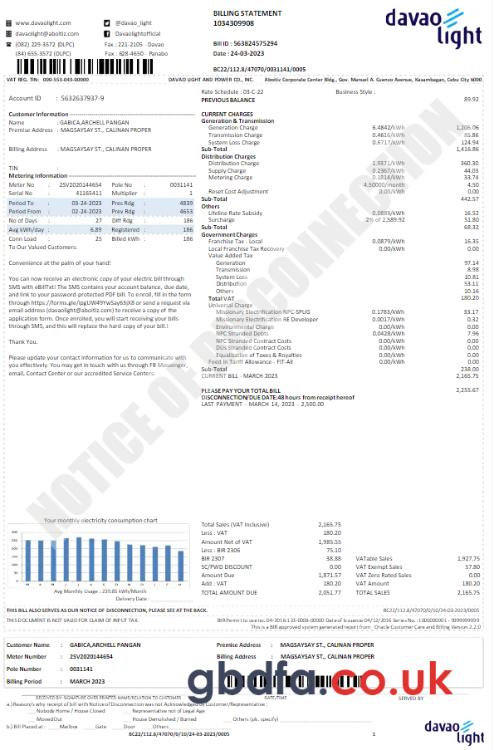 BILLING STATEMENT
1034309908
www.davaolight.com
@davao_light
davaolight@aboitiz.com
Davaolightofficial
(082) 229-3572 (DLPC)
Fax : 221-2105 - Davao
(84) 655-3572 (DLPC)
Fax : 628-4650 - Panabo
davao light
Bill ID : 563824575294
Date : 24-03-2023
BC22/112.8/47070/0031141/0005
VAT REG. TIN: 000-553-043-00000
DAVAO LIGHT AND POWER CO., INC. Aboitiz Corporate Center Bldg., Gov. Manuel A. Cuenco Avenue, Kasambagan, Cebu City 6000
Account ID : 5632637937-9
Customer Information
Name : GABICA,ARCHELL PANGAN
Premise Address : MAGSAYSAY ST., CALINAN PROPER
Billing Address : MAGSAYSAY ST., CALINAN PROPER
TIN :
Metering Information
Meter No : 2SV2020144654 Pole No : 0031141
Serial No : 41165411 Multiplier : 1
Period To : 03-24-2023 Pres Rdg : 4839
Period From : 02-24-2023 Prev Rdg : 4653
No of Days : 27 Diff Rdg : 186
Avg kWh/day : 6.89 Registered : 186
Conn Load : 25 Billed kWh : 186
To Our Valued Customers:
Convenience at the palm of your hand!
You can now receive an electronic copy of your electric bill through
SMS with eBillTxt! The SMS contains your account balance, due date,
and link to your password-protected PDF bill. To enroll, fill in the form
through or send a request via
email address (davaolight@aboitiz.com) to receive a copy of the
application form. Once enrolled, you will start receiving your bills
through SMS, and this will replace the hard copy of your bill.!
Thank You.
Please update your contact information for us to communicate with
you effectively. You may get in touch with us through FB Messenger,
email, Contact Center or our accredited Service Centers.
Rate Schedule : 03-C-22 Business Style :
PREVIOUS BALANCE 89.92
CURRENT CHARGES
Generation & Transmission
Generation Charge 6.4842/kWh 1,206.06
Transmission Charge 0.4616/kWh 85.86
System Loss Charge 0.6717/kWh 124.94
Sub-Total 1,416.86
Distribution Charges
Distribution Charge 1.9371/kWh 360.30
Supply Charge 0.2367/kWh 44.03
Metering Charge 0.1814/kWh 33.74
4.50000/month 4.50
Reset Cost Adjustment 0.00/kWh 0.00
Sub-Total 442.57
Others
Lifeline Rate Subsidy 0.0888/kWh 16.52
Surcharge 2% of 2,589.92 51.80
Sub-Total 68.32
Government Charges
Franchise Tax - Local 0.0879/kWh 16.35
Local Franchise Tax Recovery 0.00/kWh 0.00
Value Added Tax
Generation 97.14
Transmission 8.98
System Loss 10.81
Distribution 53.11
Others 10.16
Total VAT 180.20
Universal Charge
Missionary Electrification NPC-SPUG 0.1783/kWh 33.17
Missionary Electrification RE Developer 0.0017/kWh 0.32
Environmental Charge 0.00/kWh 0.00
NPC Stranded Debts 0.0428/kWh 7.96
NPC Stranded Contract Costs 0.00/kWh 0.00
DUs Stranded Contract Costs 0.00/kWh 0.00
Equalisation of Taxes & Royalties 0.00/kWh 0.00
Feed in Tariff Allowance - FIT-All 0.00/kWh 0.00
Sub-Total 238.00
CURRENT BILL - MARCH 2023 2,165.75
PLEASE PAY YOUR TOTAL BILL 2,255.67
DISCONNECTION/DUE DATE:48 hours from receipt hereof
LAST PAYMENT - MARCH 14, 2023 - 2,500.00
NOTICE OF DISCONNECTION
Your monthly electricity consumption chart
Avg Monthly Usage : 239.85 kWh/Month
Delivery Date
Total Sales (VAT Inclusive) 2,165.75
Less : VAT 180.20
Amount Net of VAT 1,985.55
Less : BIR 2306 75.10
BIR 2307 38.88 VATable Sales 1,927.75
SC/PWD DISCOUNT 0.00 VAT Exempt Sales 57.80
Amount Due 1,871.57 VAT Zero Rated Sales 0.00
Add : VAT 180.20 VAT Amount 180.20
TOTAL AMOUNT DUE 2,051.77 TOTAL SALES 2,165.75
THIS BILL ALSO SERVES AS OUR NOTICE OF DISCONNECTION, PLEASE SEE AT THE BACK.
BC22/112.8/47070/0/10/24-03-2023/0005
THIS DOCUMENT IS NOT VALID FOR CLAIM OF INPUT TAX.
This is a BIR approved system generated report from : Oracle Customer Care and Billing Version 2.2.0
Customer Name : GABICA,ARCHELL PANGAN Premise Address : MAGSAYSAY ST., CALINAN PROPER
Meter Number : 2SV2020144654 Billing Address : MAGSAYSAY ST., CALINAN PROPER
Pole Number : 0031141
Billing Period : MARCH 2023
gbolfa.co.uk
RECEIVED BY: SIGNATURE OVER PRINTED NAME/RELATION TO CUSTOMER DATE/TIME SERVED BY
a.)Reason/s why receipt of bill with Notice of Disconnection was not Acknowledged by Customer/Representative :
Nobody Home / House Closed Representative not of Legal Age
Moved Out House Demolished / Burned Others (pls. specify)
b.) Bill Placed at : Mailbox Gate Door Others
BC22/112.8/47070/0/10/24-03-2023/0005 1
davao light